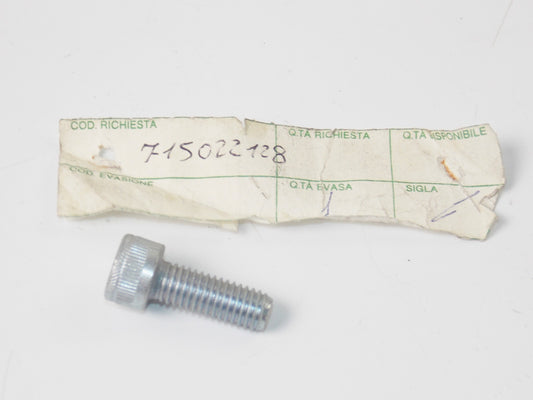 COD. RICHIESTA Q.TA RICHIESTA Q.TA DISPONIBILE
715022128
COD. EVASIONE Q.TA EVASA SIGLA
1